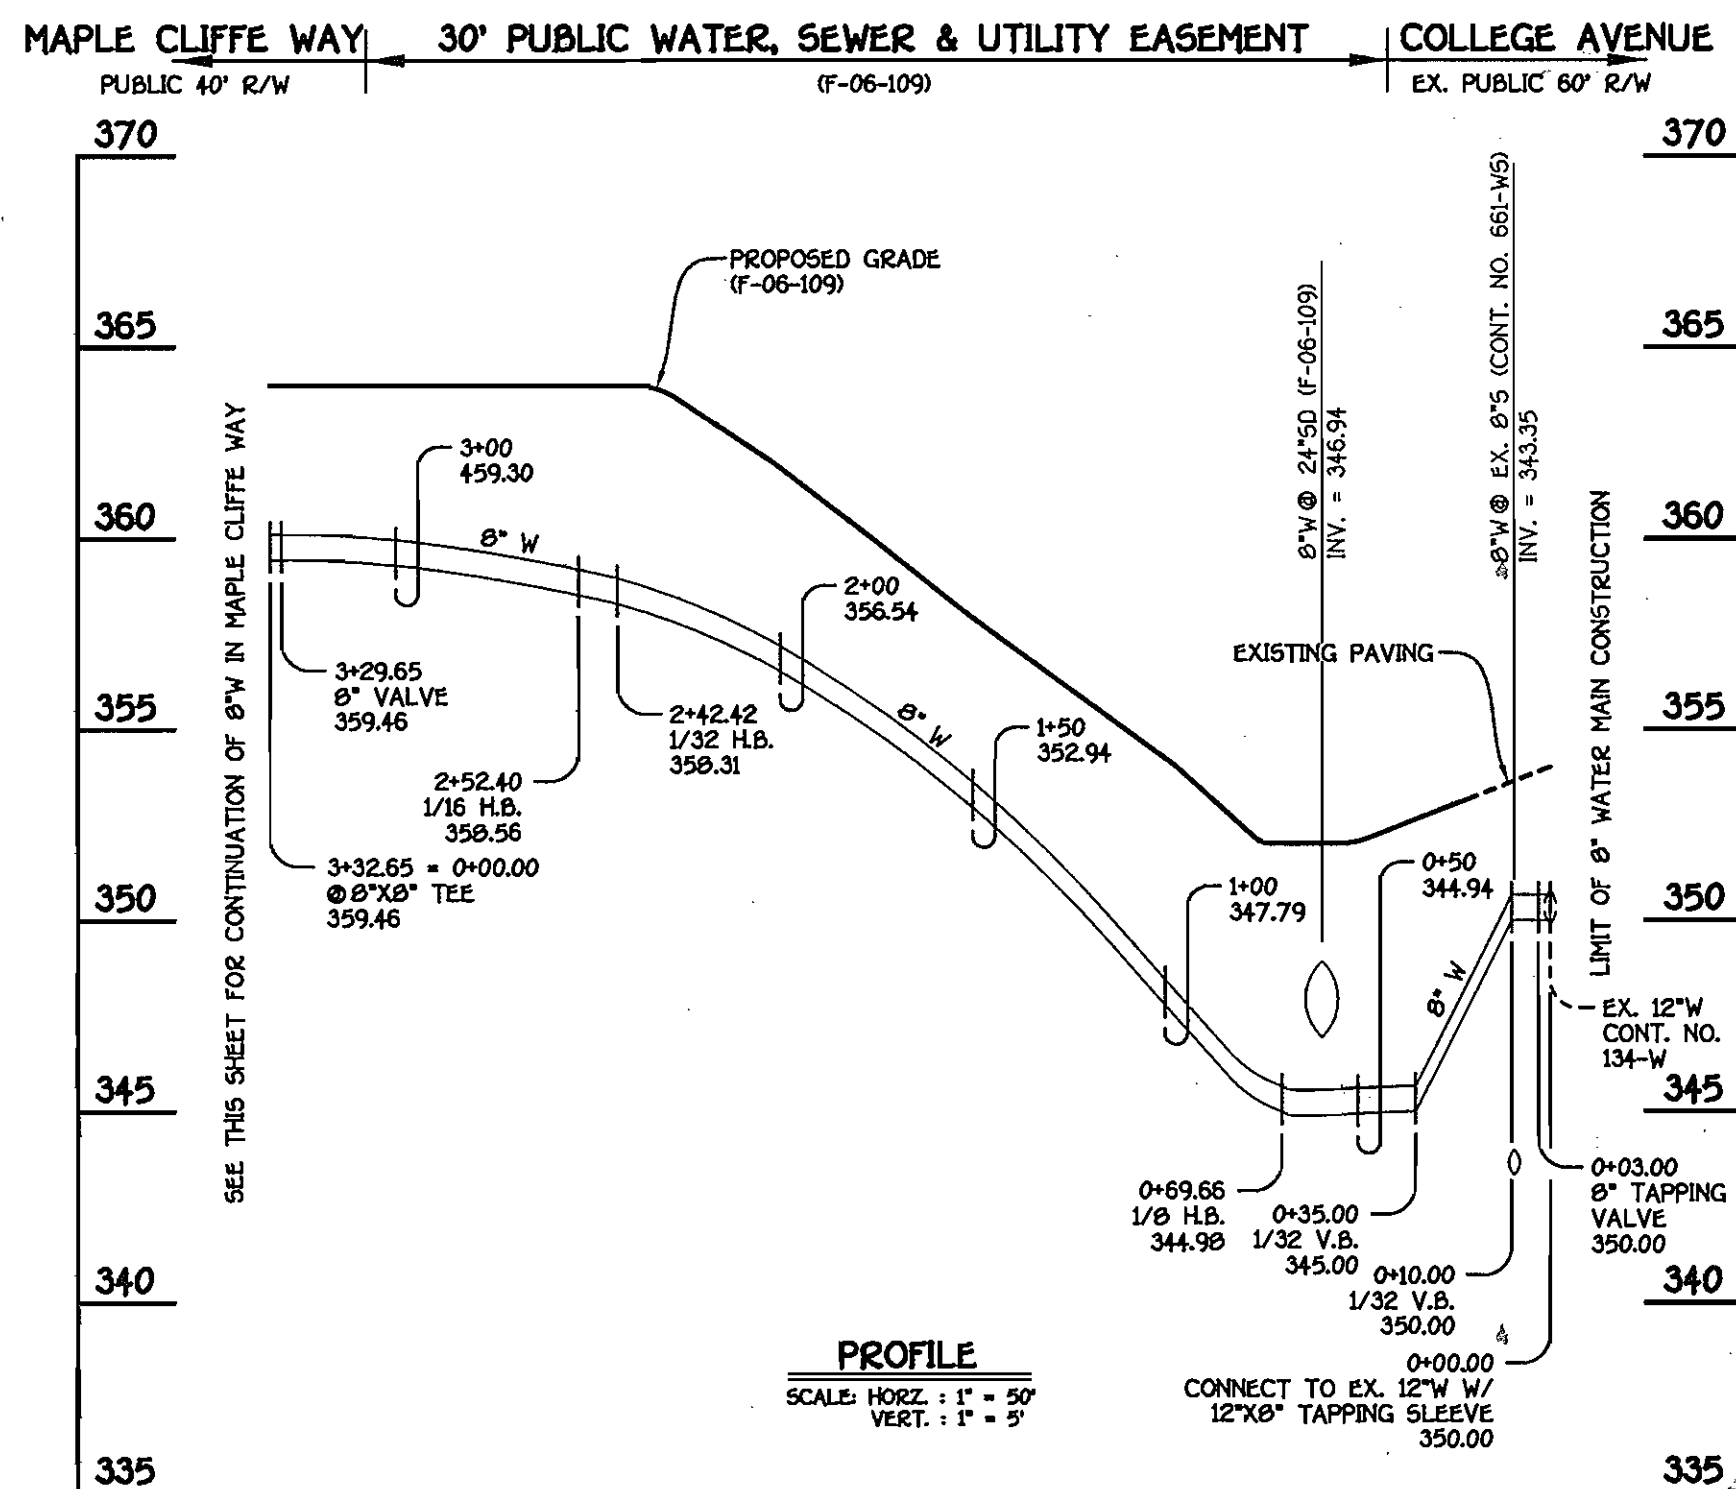 MAPLE CLIFFE WAY
PUBLIC 40' R/W
30' PUBLIC WATER, SEWER & UTILITY EASEMENT
(F-06-109)
COLLEGE AVENUE
EX. PUBLIC 60' R/W
370
365
360
355
350
345
340
335
SEE THIS SHEET FOR CONTINUATION OF 8"W IN MAPLE CLIFFE WAY
PROPOSED GRADE
(F-06-109)
3+00
459.30
8" W
3+29.65
8" VALVE
359.46
2+52.40
1/16 H.B.
358.56
3+32.65 = 0+00.00
@ 8"X8" TEE
359.46
2+42.42
1/32 H.B.
358.31
2+00
356.54
8" W
1+50
352.94
1+00
347.79
8"W @ 24"SD (F-06-109)
INV. = 346.94
8"W @ EX. 8"S (CONT. NO. 661-WS)
INV. = 343.35
EXISTING PAVING
0+50
344.94
8" W
0+69.66
1/8 H.B.
344.98
0+35.00
1/32 V.B.
345.00
0+10.00
1/32 V.B.
350.00
0+00.00
CONNECT TO EX. 12"W W/
12"X8" TAPPING SLEEVE
350.00
LIMIT OF 8" WATER MAIN CONSTRUCTION
EX. 12"W
CONT. NO.
134-W
0+03.00
8" TAPPING
VALVE
350.00
370
365
360
355
350
345
340
335
PROFILE
SCALE: HORZ. : 1" = 50'
VERT. : 1" = 5'